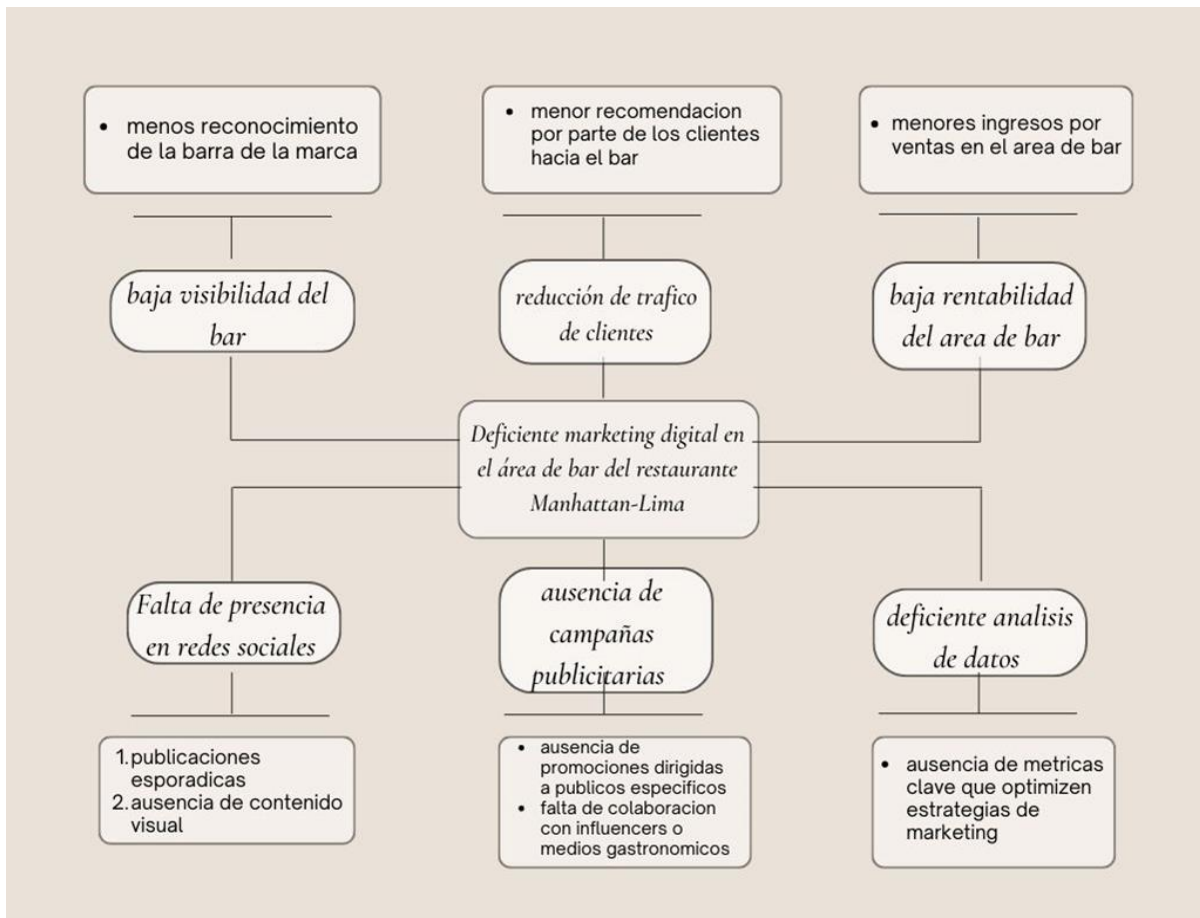 • menos reconocimiento
de la barra de la marca
• menor recomendacion
por parte de los clientes
hacia el bar
• menores ingresos por
ventas en el area de bar
baja visibilidad del
bar
reducción de trafico
de clientes
baja rentabilidad
del area de bar
Deficiente marketing digital en
el área de bar del restaurante
Manhattan-Lima
Falta de presencia
en redes sociales
ausencia de
campañas
publicitarias
deficiente analisis
de datos
1. publicaciones
esporadicas
2. ausencia de contenido
visual
• ausencia de
promociones dirigidas
a publicos especificos
• falta de colaboracion
con influencers o
medios gastronomicos
• ausencia de metricas
clave que optimizen
estrategias de
marketing